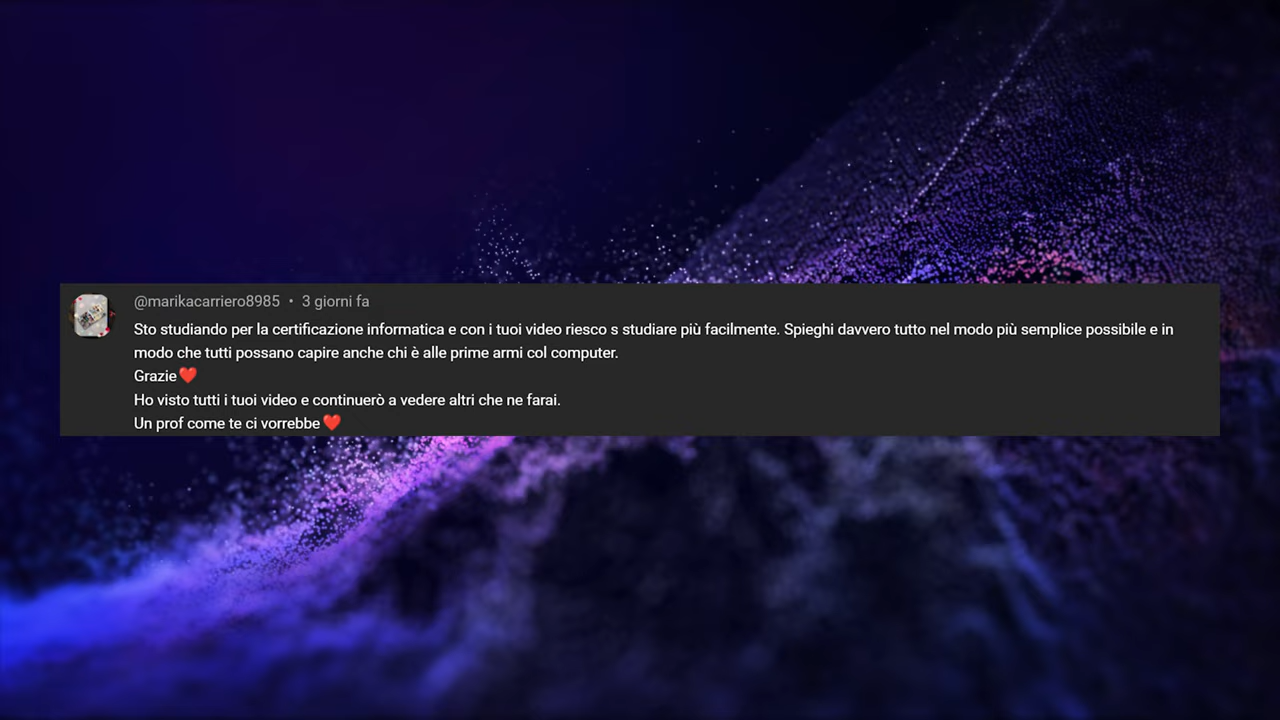 @marikacarriero8985 • 3 giorni fa
Sto studiando per la certificazione informatica e con i tuoi video riesco s studiare più facilmente. Spieghi davvero tutto nel modo più semplice possibile e in
modo che tutti possano capire anche chi è alle prime armi col computer.
Grazie❤️
Ho visto tutti i tuoi video e continuerò a vedere altri che ne farai.
Un prof come te ci vorrebbe❤️